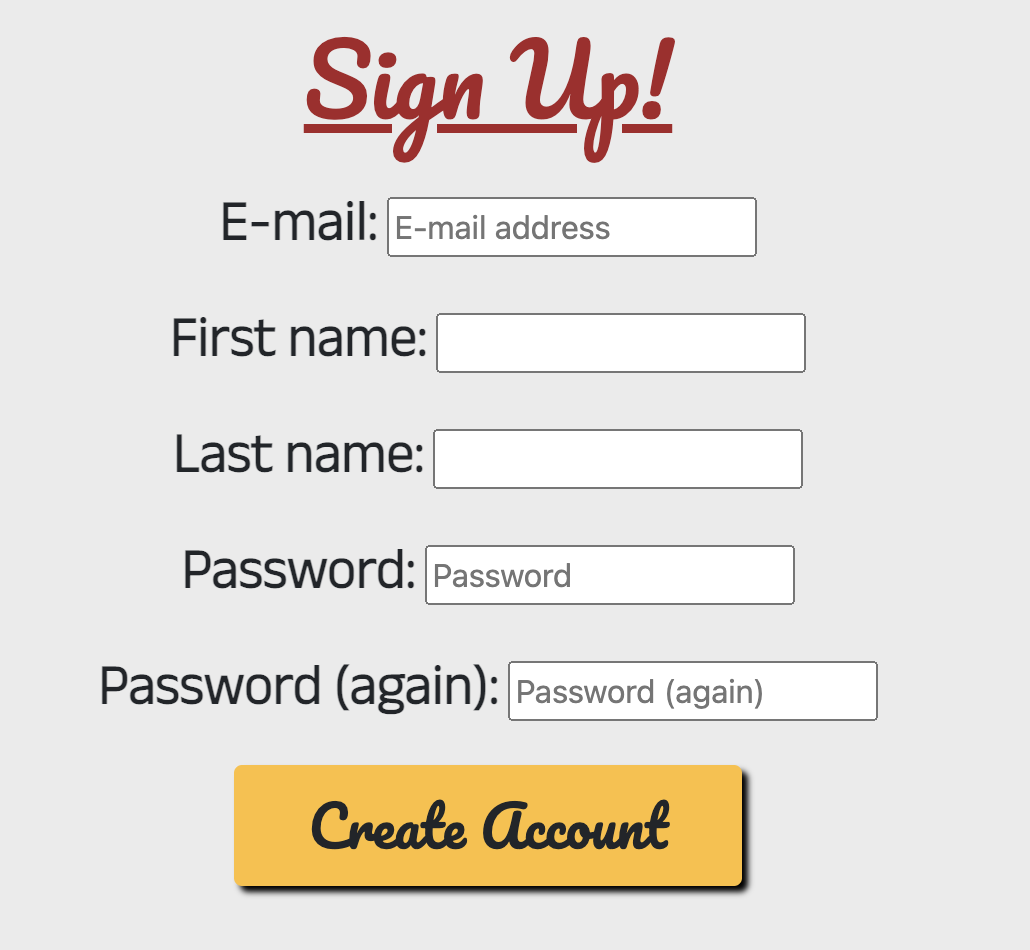 Sign Up!
E-mail: E-mail address
First name:
Last name:
Password: Password
Password (again): Password (again)
Create Account